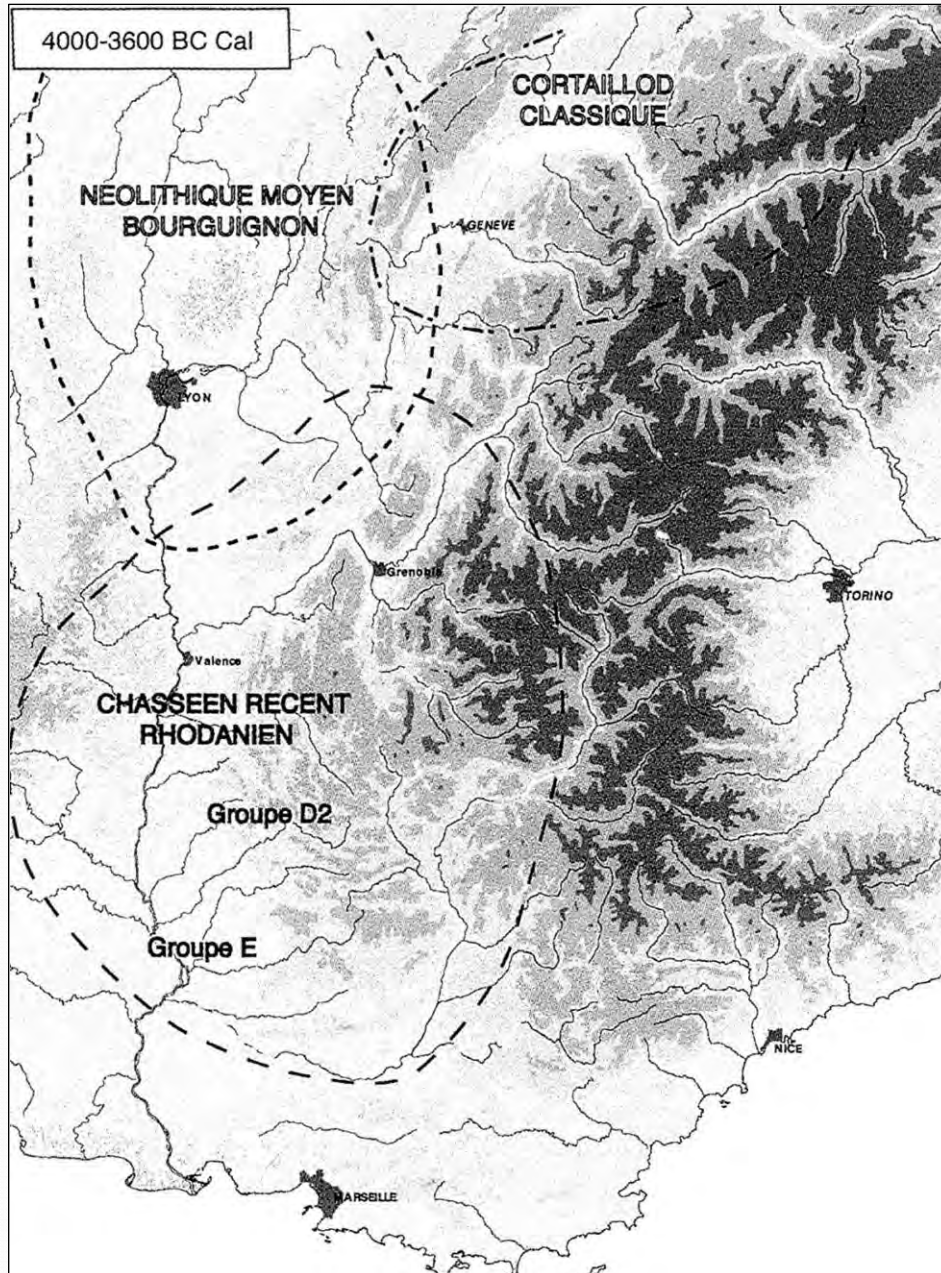 4000-3600 BC Cal
CORTAILLOD
CLASSIQUE
NEOLITHIQUE MOYEN
BOURGUIGNON
GENEVE
LYON
Grenoble
TORINO
Valence
CHASSEEN RECENT
RHODANIEN
Groupe D2
Groupe E
NICE
MARSEILLE